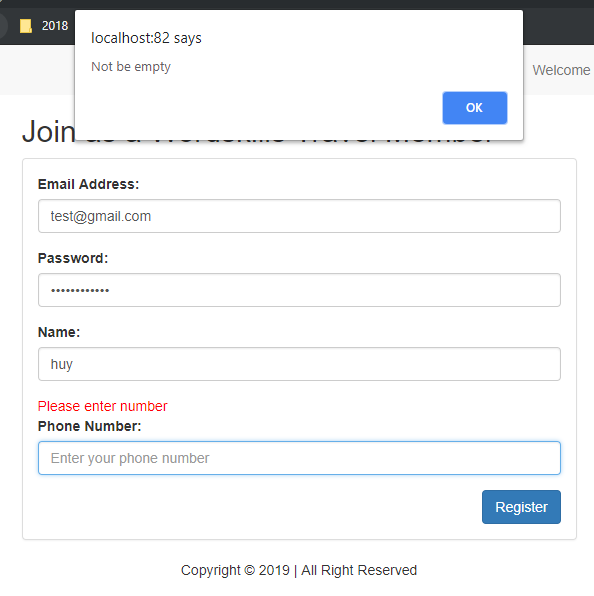 2018
localhost:82 says
Not be empty
OK
Welcome
Join
Email Address:
test@gmail.com
Password:
••••••••••••
Name:
huy
Please enter number
Phone Number:
Enter your phone number
Register
Copyright © 2019 | All Right Reserved